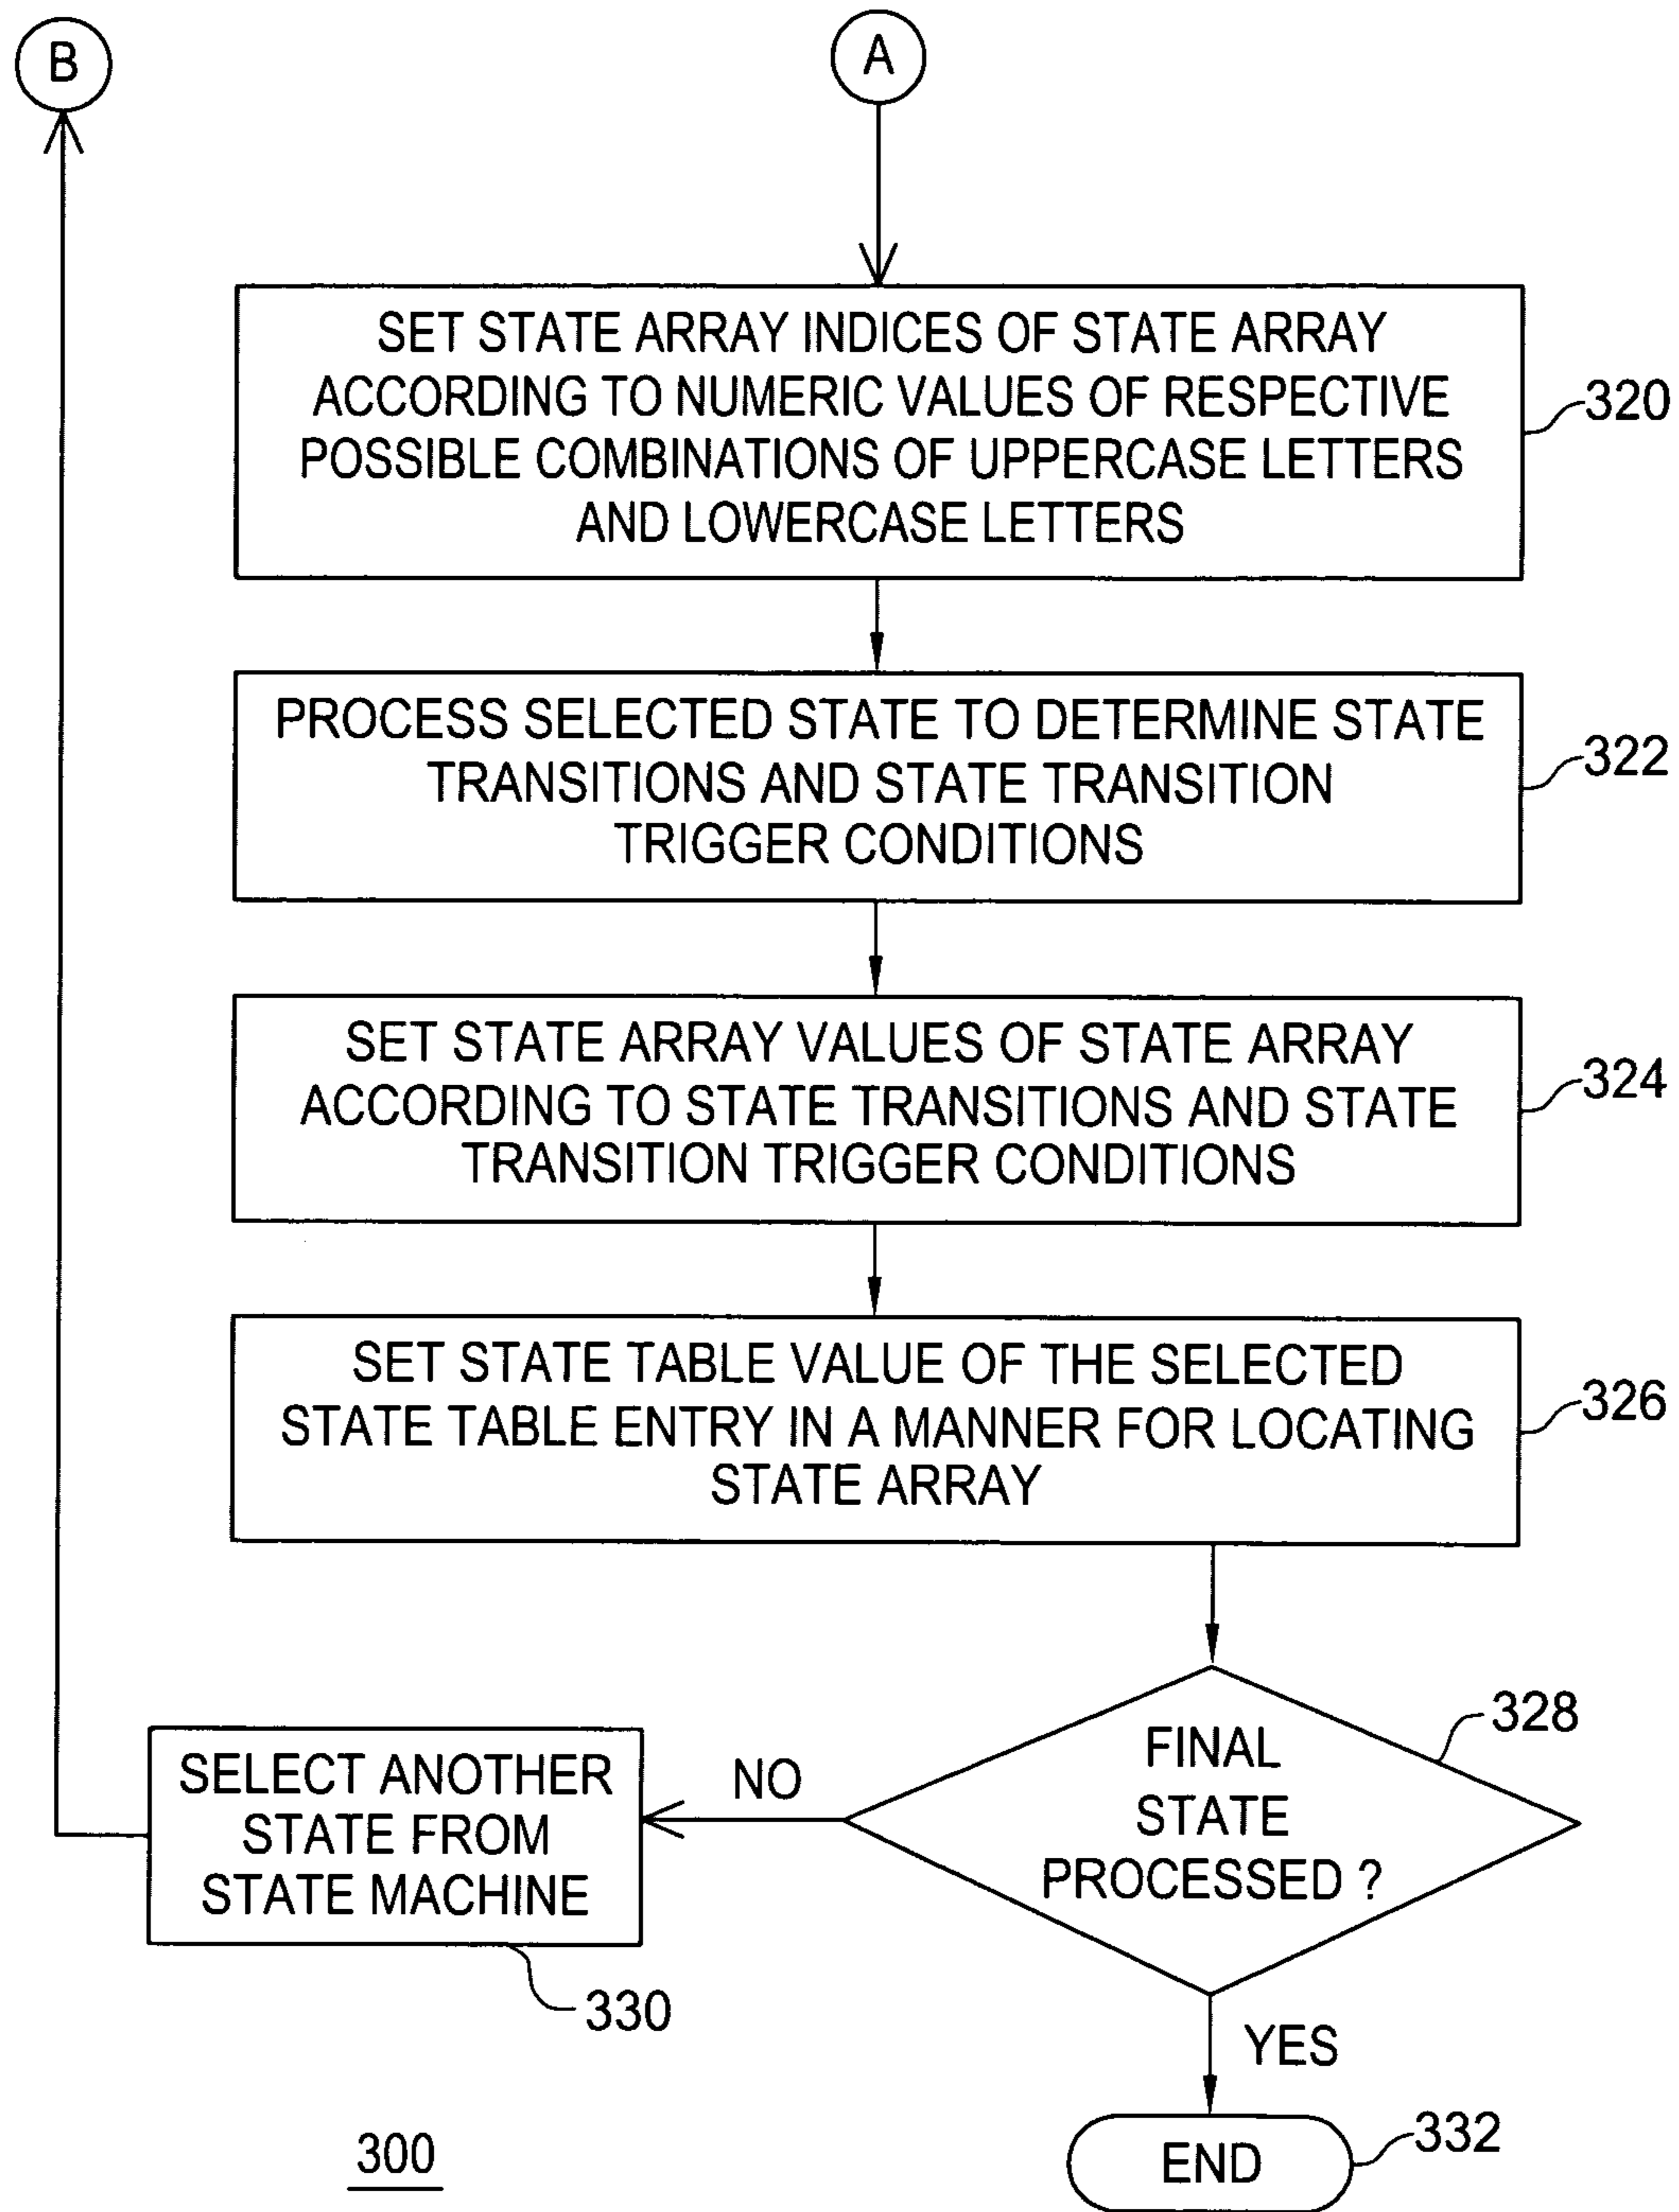 B
A
SET STATE ARRAY INDICES OF STATE ARRAY
ACCORDING TO NUMERIC VALUES OF RESPECTIVE
POSSIBLE COMBINATIONS OF UPPERCASE LETTERS
AND LOWERCASE LETTERS
320
PROCESS SELECTED STATE TO DETERMINE STATE
TRANSITIONS AND STATE TRANSITION
TRIGGER CONDITIONS
322
SET STATE ARRAY VALUES OF STATE ARRAY
ACCORDING TO STATE TRANSITIONS AND STATE
TRANSITION TRIGGER CONDITIONS
324
SET STATE TABLE VALUE OF THE SELECTED
STATE TABLE ENTRY IN A MANNER FOR LOCATING
STATE ARRAY
326
FINAL
STATE
PROCESSED ?
328
NO
SELECT ANOTHER
STATE FROM
STATE MACHINE
330
YES
END
332
300